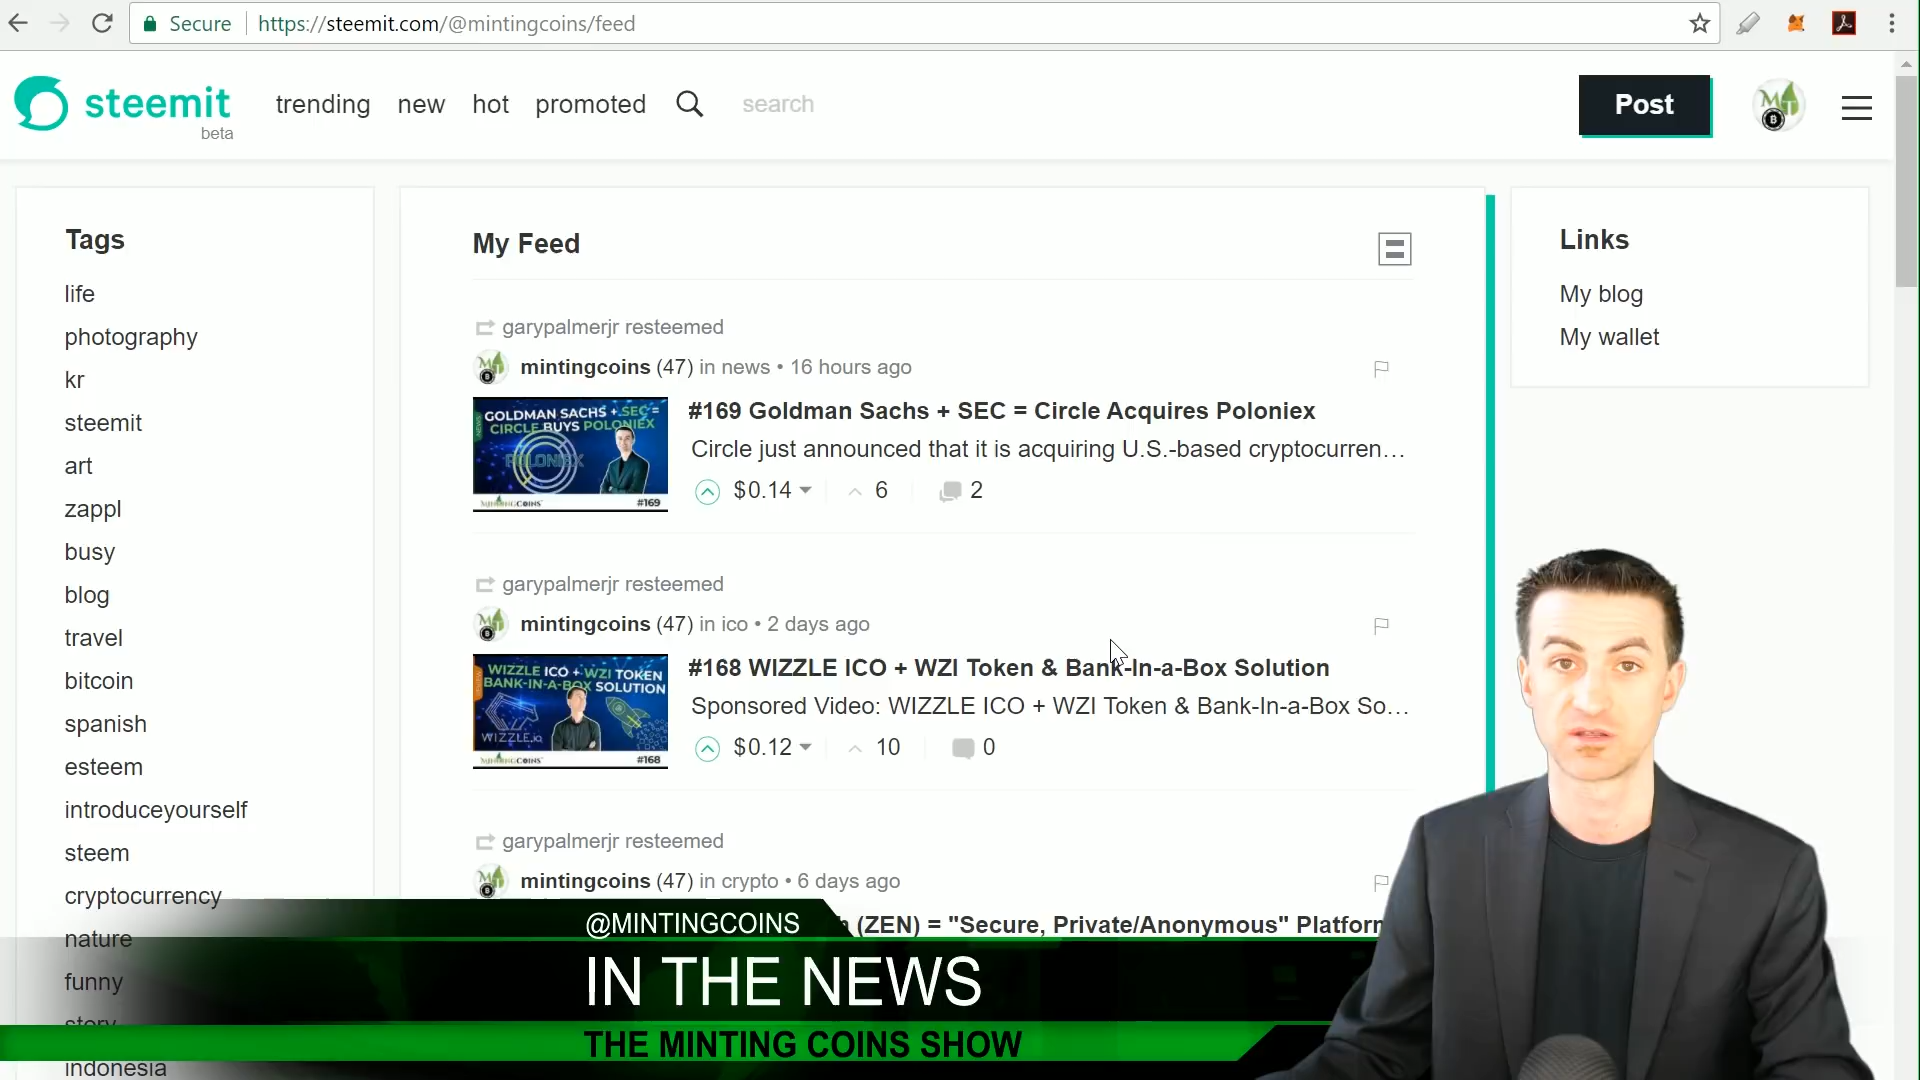 Secure
https://steemit.com/@mintingcoins/feed
steemit
beta
trending new hot promoted search
Post
Tags
life
photography
kr
steemit
art
zappl
busy
blog
travel
bitcoin
spanish
esteem
introduceyourself
steem
cryptocurrency
nature
funny
story
indonesia
My Feed
garypalmerjr resteemed
mintingcoins (47) in news • 16 hours ago
GOLDMAN SACHS + SEC =
CIRCLE BUYS POLONIEX
POLONIEX
MINTINGCOINS
#169
#169 Goldman Sachs + SEC = Circle Acquires Poloniex
Circle just announced that it is acquiring U.S.-based cryptocurren…
$0.14 6 2
garypalmerjr resteemed
mintingcoins (47) in ico • 2 days ago
WIZZLE ICO + WZI TOKEN
BANK-IN-A-BOX SOLUTION
WIZZLE.io
MINTINGCOINS
#168
#168 WIZZLE ICO + WZI Token & Bank-In-a-Box Solution
Sponsored Video: WIZZLE ICO + WZI Token & Bank-In-a-Box So…
$0.12 10 0
garypalmerjr resteemed
mintingcoins (47) in crypto • 6 days ago
(ZEN) = "Secure, Private/Anonymous" Platform
Links
My blog
My wallet
@MINTINGCOINS
IN THE NEWS
THE MINTING COINS SHOW